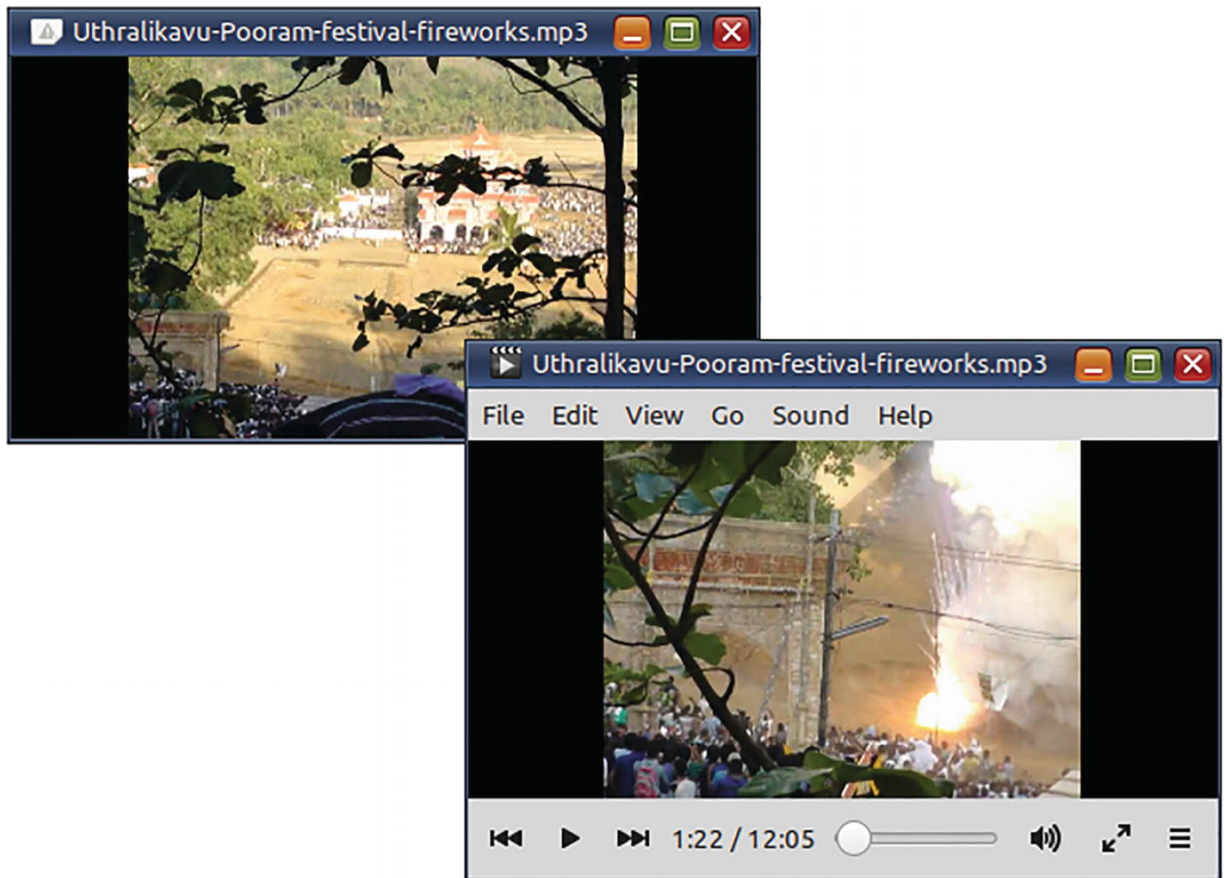 Uthralikavu-Pooram-festival-fireworks.mp3
Uthralikavu-Pooram-festival-fireworks.mp3
File Edit View Go Sound Help
1:22 / 12:05